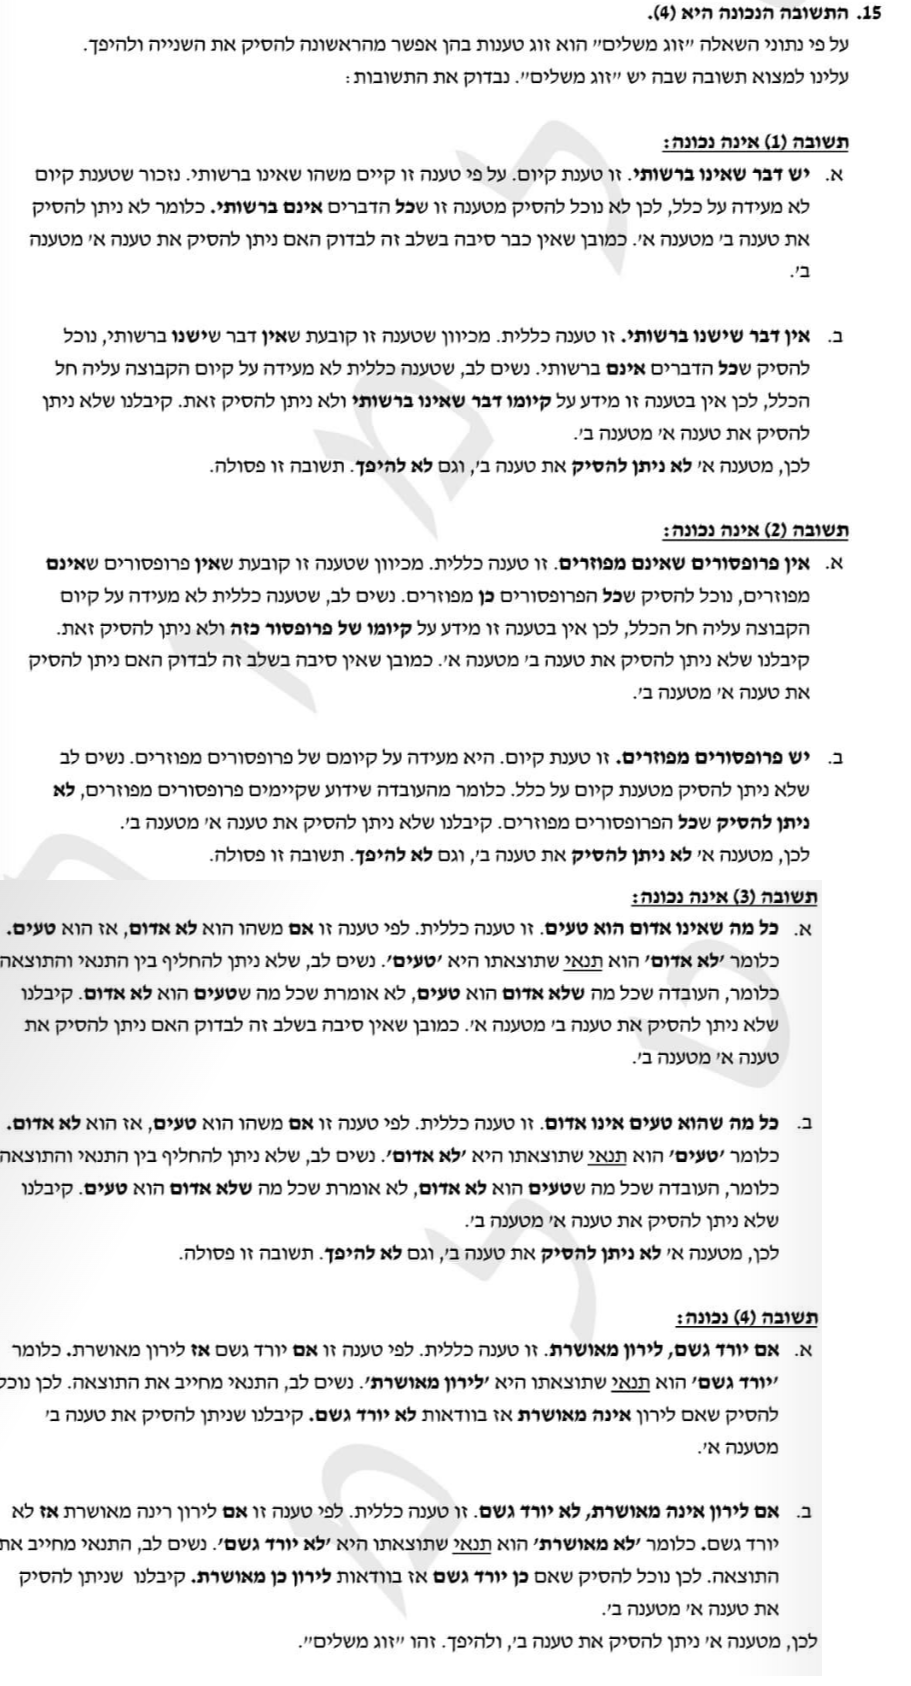 15. התשובה הנכונה היא (4).
על פי נתוני השאלה "זוג משלים" הוא זוג טענות בהן אפשר מהראשונה להסיק את השנייה ולהיפך.
עלינו למצוא תשובה שבה יש "זוג משלים". נבדוק את התשובות:
תשובה (1) אינה נכונה:
א. יש דבר שאינו ברשותי. זו טענת קיום. על פי טענה זו קיים משהו שאינו ברשותי. נזכור שטענת קיום
לא מעידה על כלל, לכן לא נוכל להסיק מטענה זו שכל הדברים אינם ברשותי. כלומר לא ניתן להסיק
את טענה ב' מטענה א'. כמובן שאין כבר סיבה בשלב זה לבדוק האם ניתן להסיק טענה א' מטענה
ב'.
ב. אין דבר שישנו ברשותי. זו טענה כללית. מכיוון שטענה זו קובעת שאין דבר שישנו ברשותי, נוכל
להסיק שכל הדברים אינם ברשותי. נשים לב, שטענה כללית לא מעידה על קיום הקבוצה עליה חל
הכלל, לכן אין בטענה זו מידע על קיומו דבר שאינו ברשותי ולא ניתן להסיק זאת. קיבלנו שלא ניתן
להסיק את טענה א' מטענה ב'.
לכן, מטענה א' לא ניתן להסיק את טענה ב', וגם לא להיפך. תשובה זו פסולה.
תשובה (2) אינה נכונה:
א. אין פרופסורים שאינם מפוזרים. זו טענה כללית. מכיוון שטענה זו קובעת שאין פרופסורים שאינם
מפוזרים, נוכל להסיק שכל הפרופסורים כן מפוזרים. נשים לב, שטענה כללית לא מעידה על קיום
הקבוצה עליה חל הכלל, לכן אין בטענה זו מידע על קיומו של פרופסור כזה ולא ניתן להסיק זאת.
קיבלנו שלא ניתן להסיק את טענה ב' מטענה א'. כמובן שאין סיבה בשלב זה לבדוק האם ניתן להסיק
את טענה א' מטענה ב'.
ב. יש פרופסורים מפוזרים. זו טענת קיום. היא מעידה על קיומם של פרופסורים מפוזרים. נשים לב
שלא ניתן להסיק מטענת קיום על כלל. כלומר מהעובדה שידוע שקיימים פרופסורים מפוזרים, לא
ניתן להסיק שכל הפרופסורים מפוזרים. קיבלנו שלא ניתן להסיק את טענה א' מטענה ב'.
לכן, מטענה א' לא ניתן להסיק את טענה ב', וגם לא להיפך. תשובה זו פסולה.
תשובה (3) אינה נכונה:
א. כל מה שאינו אדום הוא טעים. זו טענה כללית. לפי טענה זו אם משהו הוא לא אדום, אז הוא טעים.
כלומר 'לא אדום' הוא תנאי שתוצאתו היא 'טעים'. נשים לב, שלא ניתן להחליף בין התנאי והתוצאה
כלומר, העובדה שכל מה שלא אדום הוא טעים, לא אומרת שכל מה שטעים הוא לא אדום. קיבלנו
שלא ניתן להסיק את טענה ב' מטענה א'. כמובן שאין סיבה בשלב זה לבדוק האם ניתן להסיק את
טענה א' מטענה ב'.
ב. כל מה שהוא טעים אינו אדום. זו טענה כללית. לפי טענה זו אם משהו הוא טעים, אז הוא לא אדום.
כלומר 'טעים' הוא תנאי שתוצאתו היא 'לא אדום'. נשים לב, שלא ניתן להחליף בין התנאי והתוצאה
כלומר, העובדה שכל מה שטעים הוא לא אדום, לא אומרת שכל מה שלא אדום הוא טעים. קיבלנו
שלא ניתן להסיק את טענה א' מטענה ב'.
לכן, מטענה א' לא ניתן להסיק את טענה ב', וגם לא להיפך. תשובה זו פסולה.
תשובה (4) נכונה:
א. אם יורד גשם, לירון מאושרת. זו טענה כללית. לפי טענה זו אם יורד גשם אז לירון מאושרת. כלומר
'יורד גשם' הוא תנאי שתוצאתו היא 'לירון מאושרת'. נשים לב, התנאי מחייב את התוצאה. לכן נוכל
להסיק שאם לירון אינה מאושרת אז בוודאות לא יורד גשם. קיבלנו שניתן להסיק את טענה ב'
מטענה א'.
ב. אם לירון אינה מאושרת, לא יורד גשם. זו טענה כללית. לפי טענה זו אם לירון רינה מאושרת אז לא
יורד גשם. כלומר 'לא מאושרת' הוא תנאי שתוצאתו היא 'לא יורד גשם'. נשים לב, התנאי מחייב את
התוצאה. לכן נוכל להסיק שאם כן יורד גשם אז בוודאות לירון כן מאושרת. קיבלנו שניתן להסיק
את טענה א' מטענה ב'.
לכן, מטענה א' ניתן להסיק את טענה ב', ולהיפך. זהו "זוג משלים".